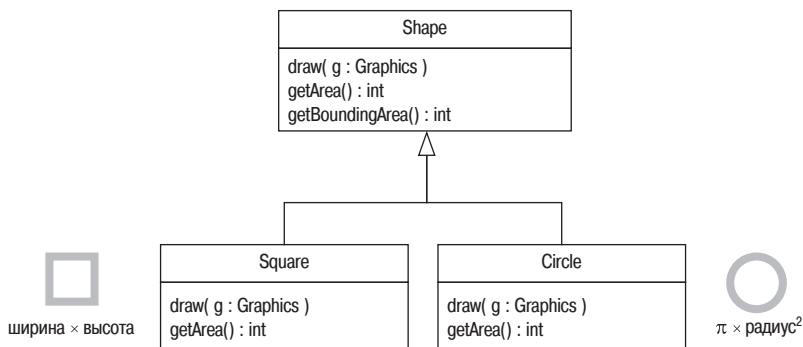 Shape
draw( g : Graphics )
getArea() : int
getBoundingArea() : int
Square
draw( g : Graphics )
getArea() : int
ширина × высота
Circle
draw( g : Graphics )
getArea() : int
π × радиус²